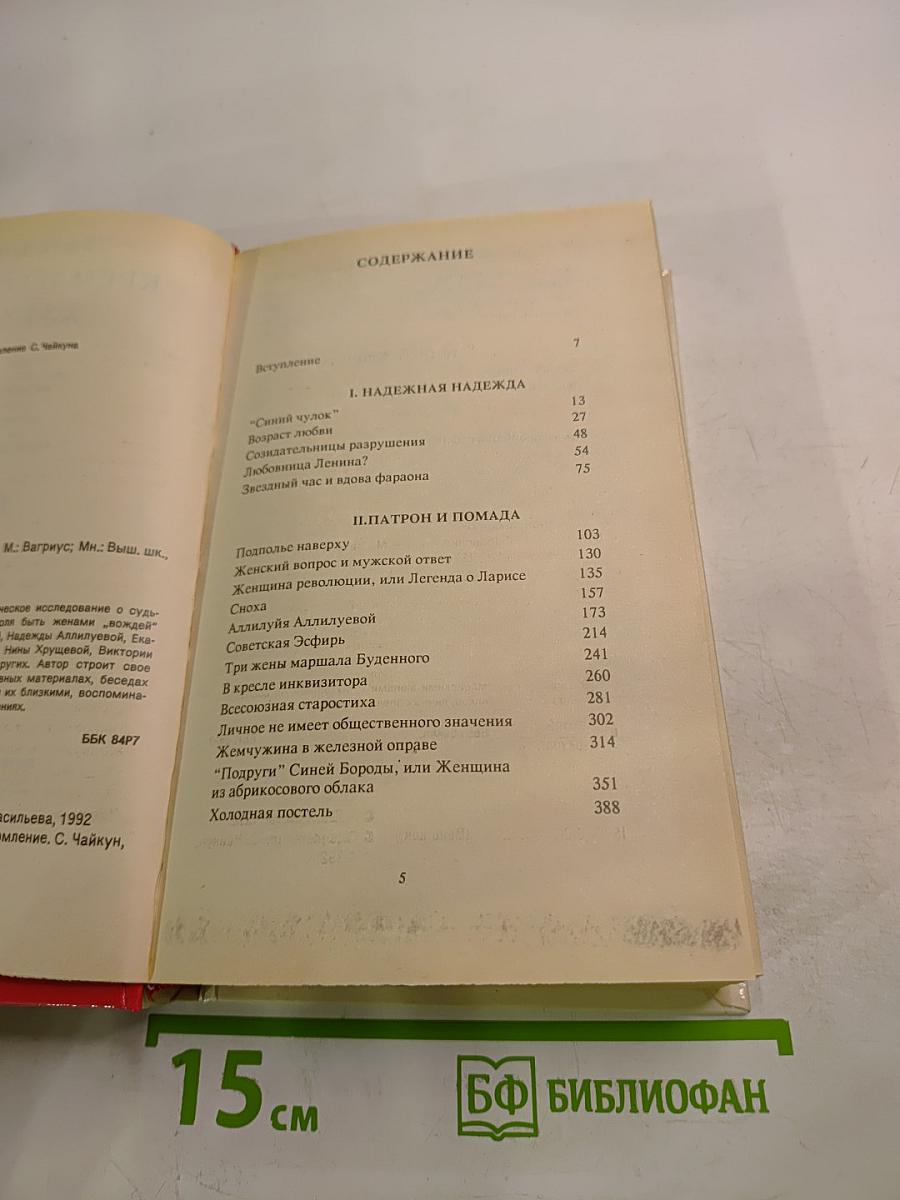 мление С. Чайкуна
М.: Вагриус; Мн.: Выш. шк.,
ческое исследование о судь-
оля быть женами „вождей“
, Надежды Аллилуевой, Ека-
Нины Хрущевой, Виктории
ругих. Автор строит свое
вных материалах, беседах
их близкими, воспомина-
ниях.
ББК 84Р7
асильева, 1992
рмление. С. Чайкун,
СОДЕРЖАНИЕ
Вступление 7
I. НАДЕЖНАЯ НАДЕЖДА
“Синий чулок” 13
Возраст любви 27
Созидательницы разрушения 48
Любовница Ленина? 54
Звездный час и вдова фараона 75
II.ПАТРОН И ПОМАДА
Подполье наверху 103
Женский вопрос и мужской ответ 130
Женщина революции, или Легенда о Ларисе 135
Сноха 157
Аллилуйя Аллилуевой 173
Советская Эсфирь 214
Три жены маршала Буденного 241
В кресле инквизитора 260
Всесоюзная старостиха 281
Личное не имеет общественного значения 302
Жемчужина в железной оправе 314
“Подруги” Синей Бороды, или Женщина
из абрикосового облака 351
Холодная постель 388
5
15 см
БФ БИБЛИОФАН